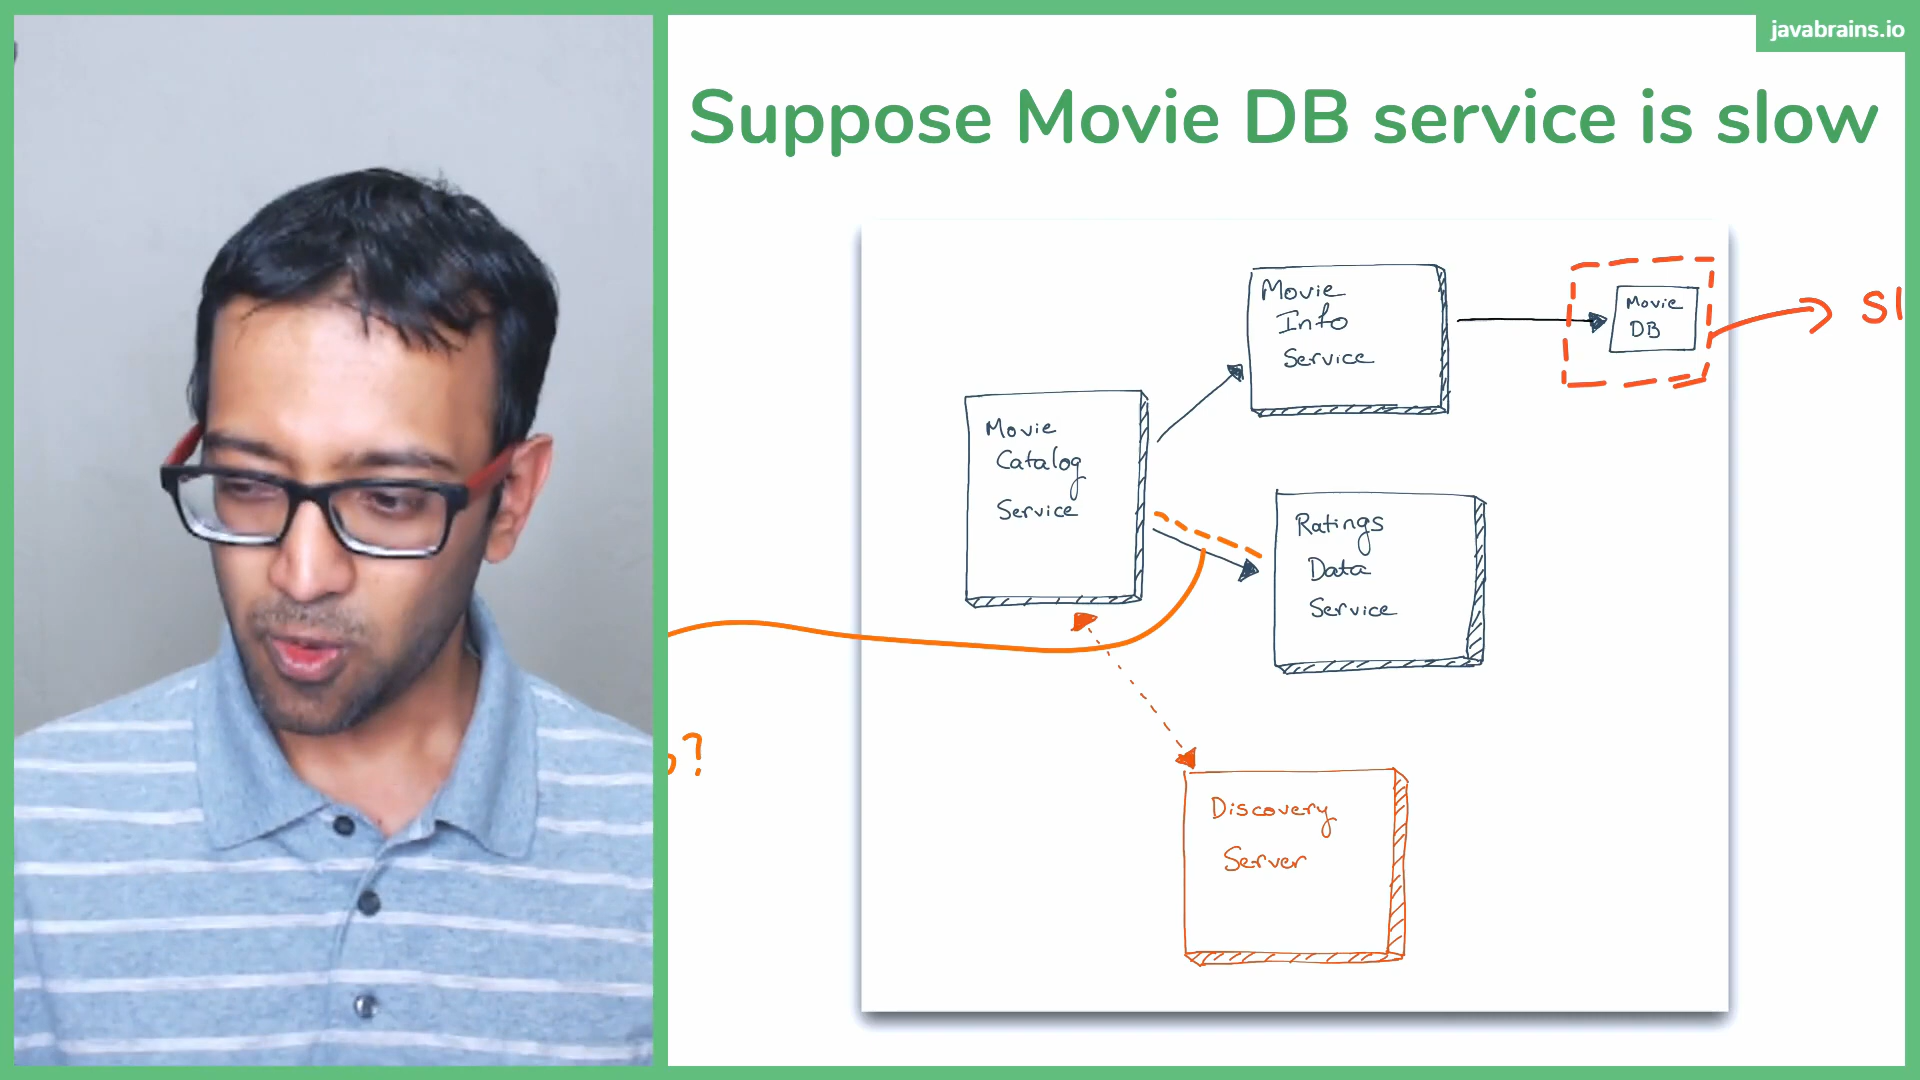 javabrains.io
Suppose Movie DB service is slow
Movie
Info
Service
Movie
DB
Sl
Movie
Catalog
Service
Ratings
Data
Service
?
Discovery
Server